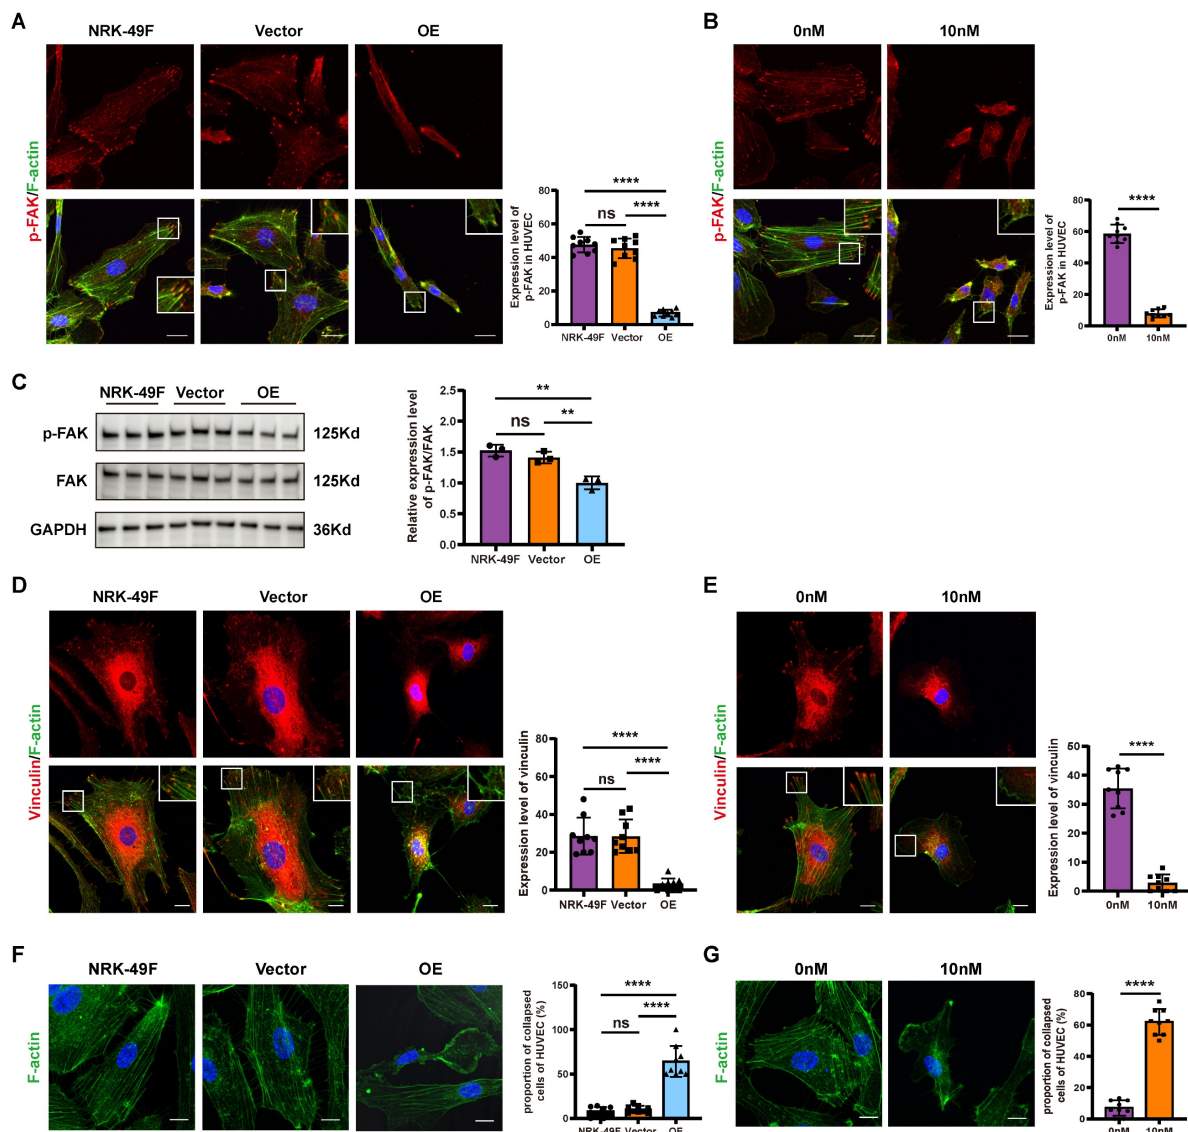 A
NRK-49F
Vector
OE
p-FAK/F-actin
Expression level of
p-FAK in HUVEC
80
60
40
20
0
****
ns
****
NRK-49F
Vector
OE
B
0nM
10nM
p-FAK/F-actin
Expression level of
p-FAK in HUVEC
80
60
40
20
0
****
0nM
10nM
C
NRK-49F
Vector
OE
p-FAK
125Kd
FAK
125Kd
GAPDH
36Kd
Relative expression level
of p-FAK/FAK
2.5
2.0
1.5
1.0
0.5
0.0
**
ns
**
NRK-49F
Vector
OE
D
NRK-49F
Vector
OE
Vinculin/F-actin
Expression level of vinculin
80
60
40
20
0
****
ns
****
NRK-49F
Vector
OE
E
0nM
10nM
Vinculin/F-actin
Expression level of vinculin
50
40
30
20
10
0
****
0nM
10nM
F
NRK-49F
Vector
OE
F-actin
proportion of collapsed
cells of HUVEC (%)
150
100
50
0
****
ns
****
NRK-49F
Vector
OE
G
0nM
10nM
F-actin
proportion of collapsed
cells of HUVEC (%)
80
60
40
20
0
****
0nM
10nM